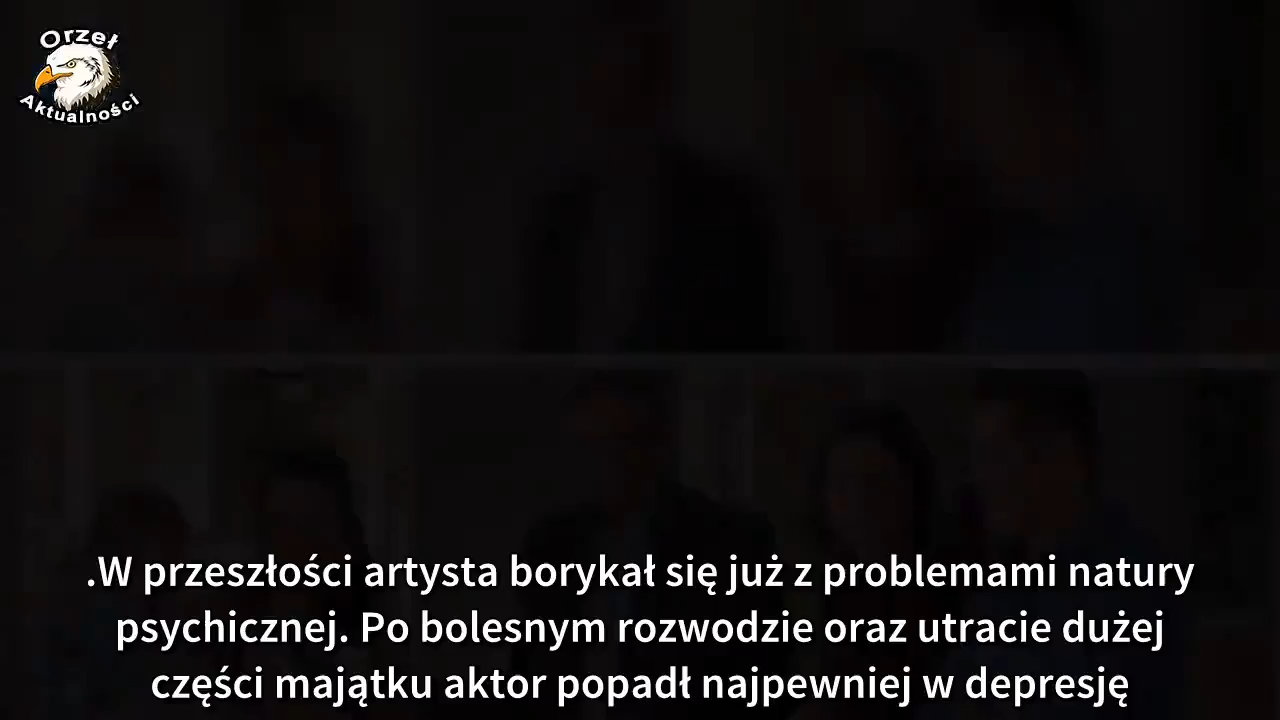 Orzeł
Aktualności
.W przeszłości artysta borykał się już z problemami natury
psychicznej. Po bolesnym rozwodzie oraz utracie dużej
części majątku aktor popadł najpewniej w depresję